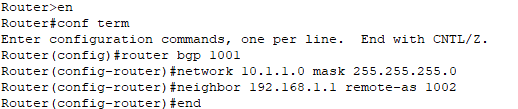 Router>en
Router#conf term
Enter configuration commands, one per line.  End with CNTL/Z.
Router(config)#router bgp 1001
Router(config-router)#network 10.1.1.0 mask 255.255.255.0
Router(config-router)#neighbor 192.168.1.1 remote-as 1002
Router(config-router)#end